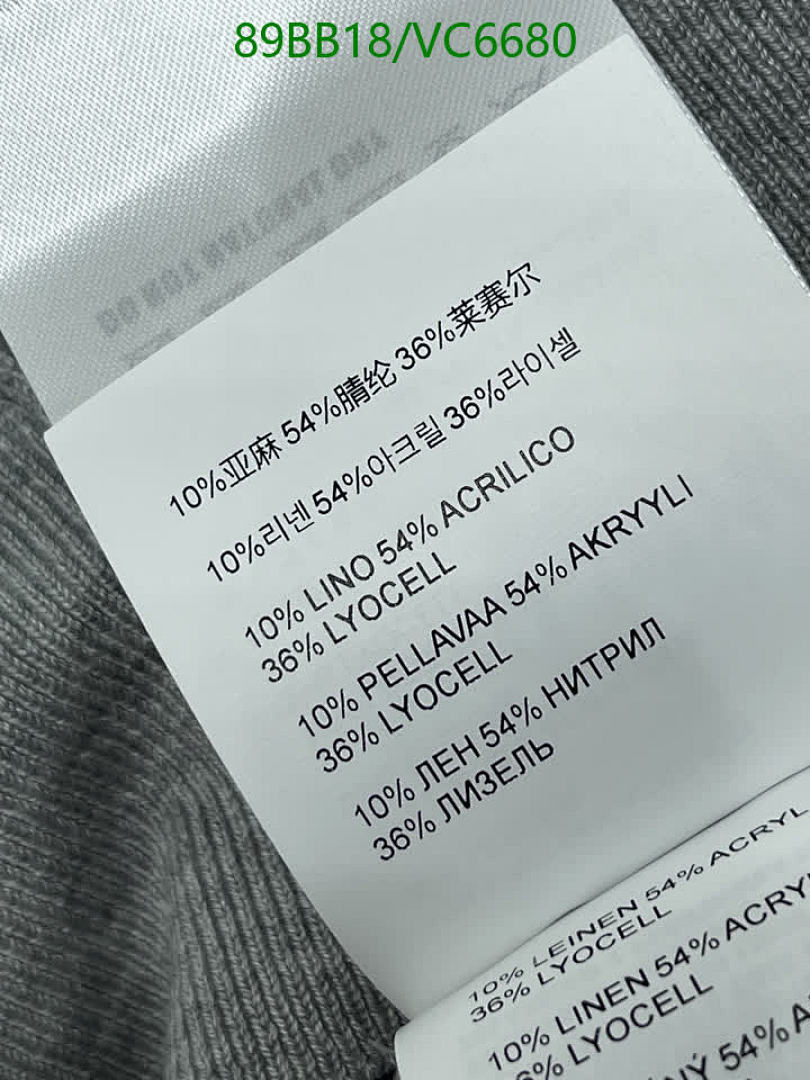 89BB18/VC6680
10%亚麻 54%腈纶 36%莱赛尔
10%리넨 54%아크릴 36%라이셀
10% LINO 54% ACRILICO
36% LYOCELL
10% PELLAVAA 54% AKRYYLI
36% LYOCELL
10% ЛЕН 54% НИТРИЛ
36% ЛИЗЕЛЬ
10% LEINEN 54% ACRYL
36% LYOCELL
10% LINEN 54% ACRY
6% LYOCELL
54% A